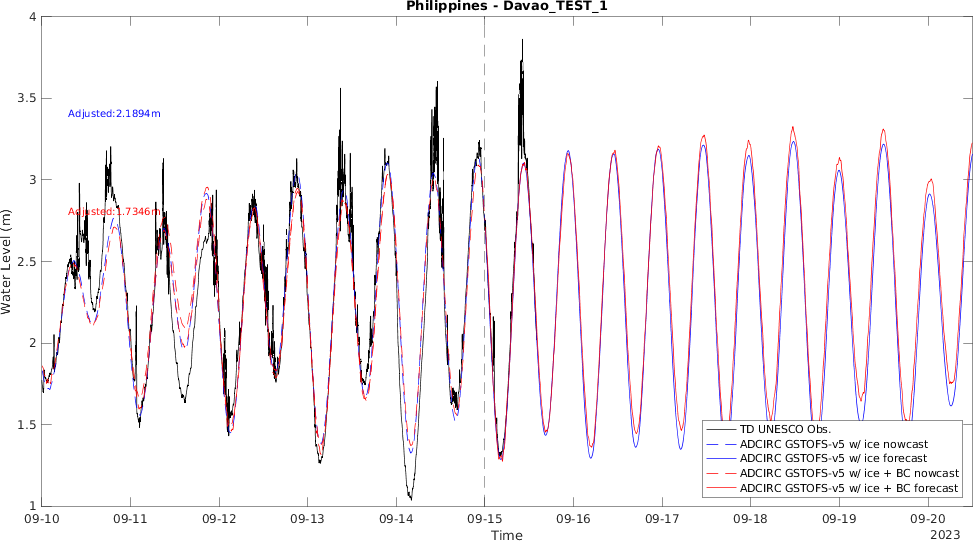 Philippines - Davao_TEST_1
4
3.5
3
2.5
2
1.5
1
Water Level (m)
Adjusted:2.1894m
Adjusted:1.7346m
TD UNESCO Obs.
ADCIRC GSTOFS-v5 w/ ice nowcast
ADCIRC GSTOFS-v5 w/ ice forecast
ADCIRC GSTOFS-v5 w/ ice + BC nowcast
ADCIRC GSTOFS-v5 w/ ice + BC forecast
09-10 09-11 09-12 09-13 09-14 09-15 09-16 09-17 09-18 09-19 09-20
Time
2023